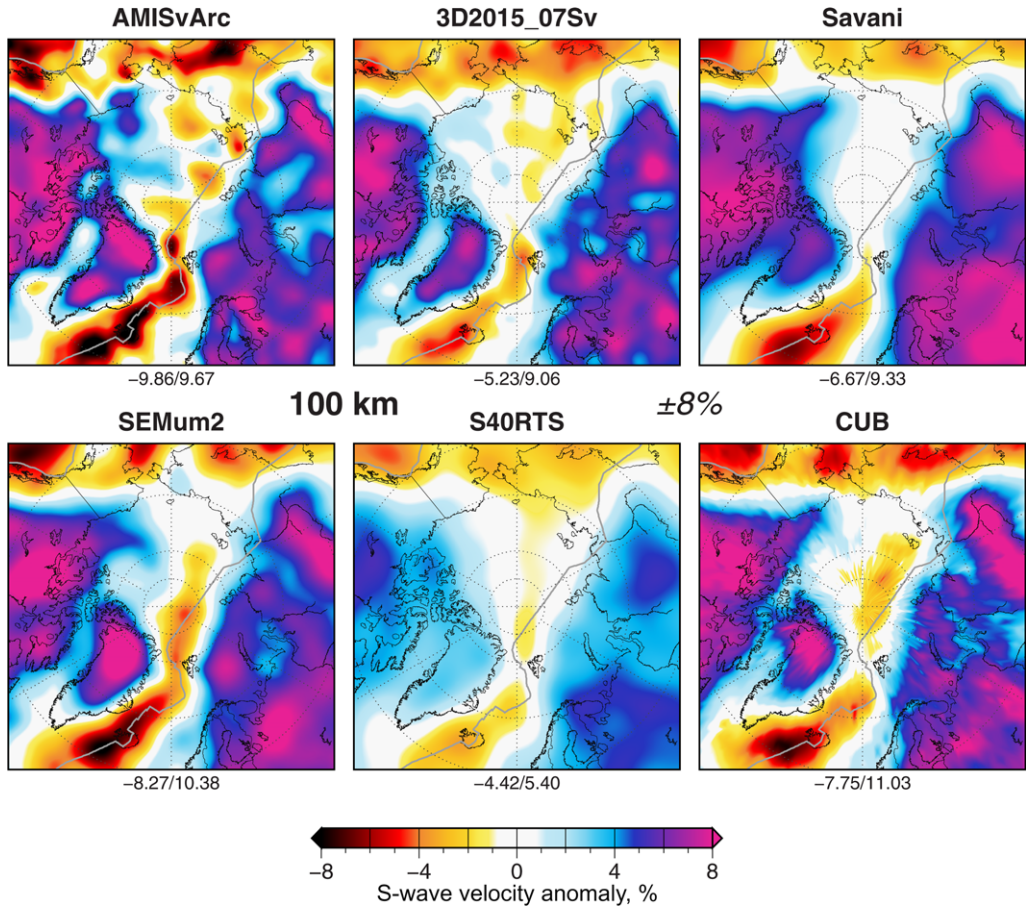 AMISvArc 3D2015_07Sv Savani
−9.86/9.67 −5.23/9.06 −6.67/9.33
100 km ±8%
SEMum2 S40RTS CUB
−8.27/10.38 −4.42/5.40 −7.75/11.03
−8 −4 0 4 8
S-wave velocity anomaly, %